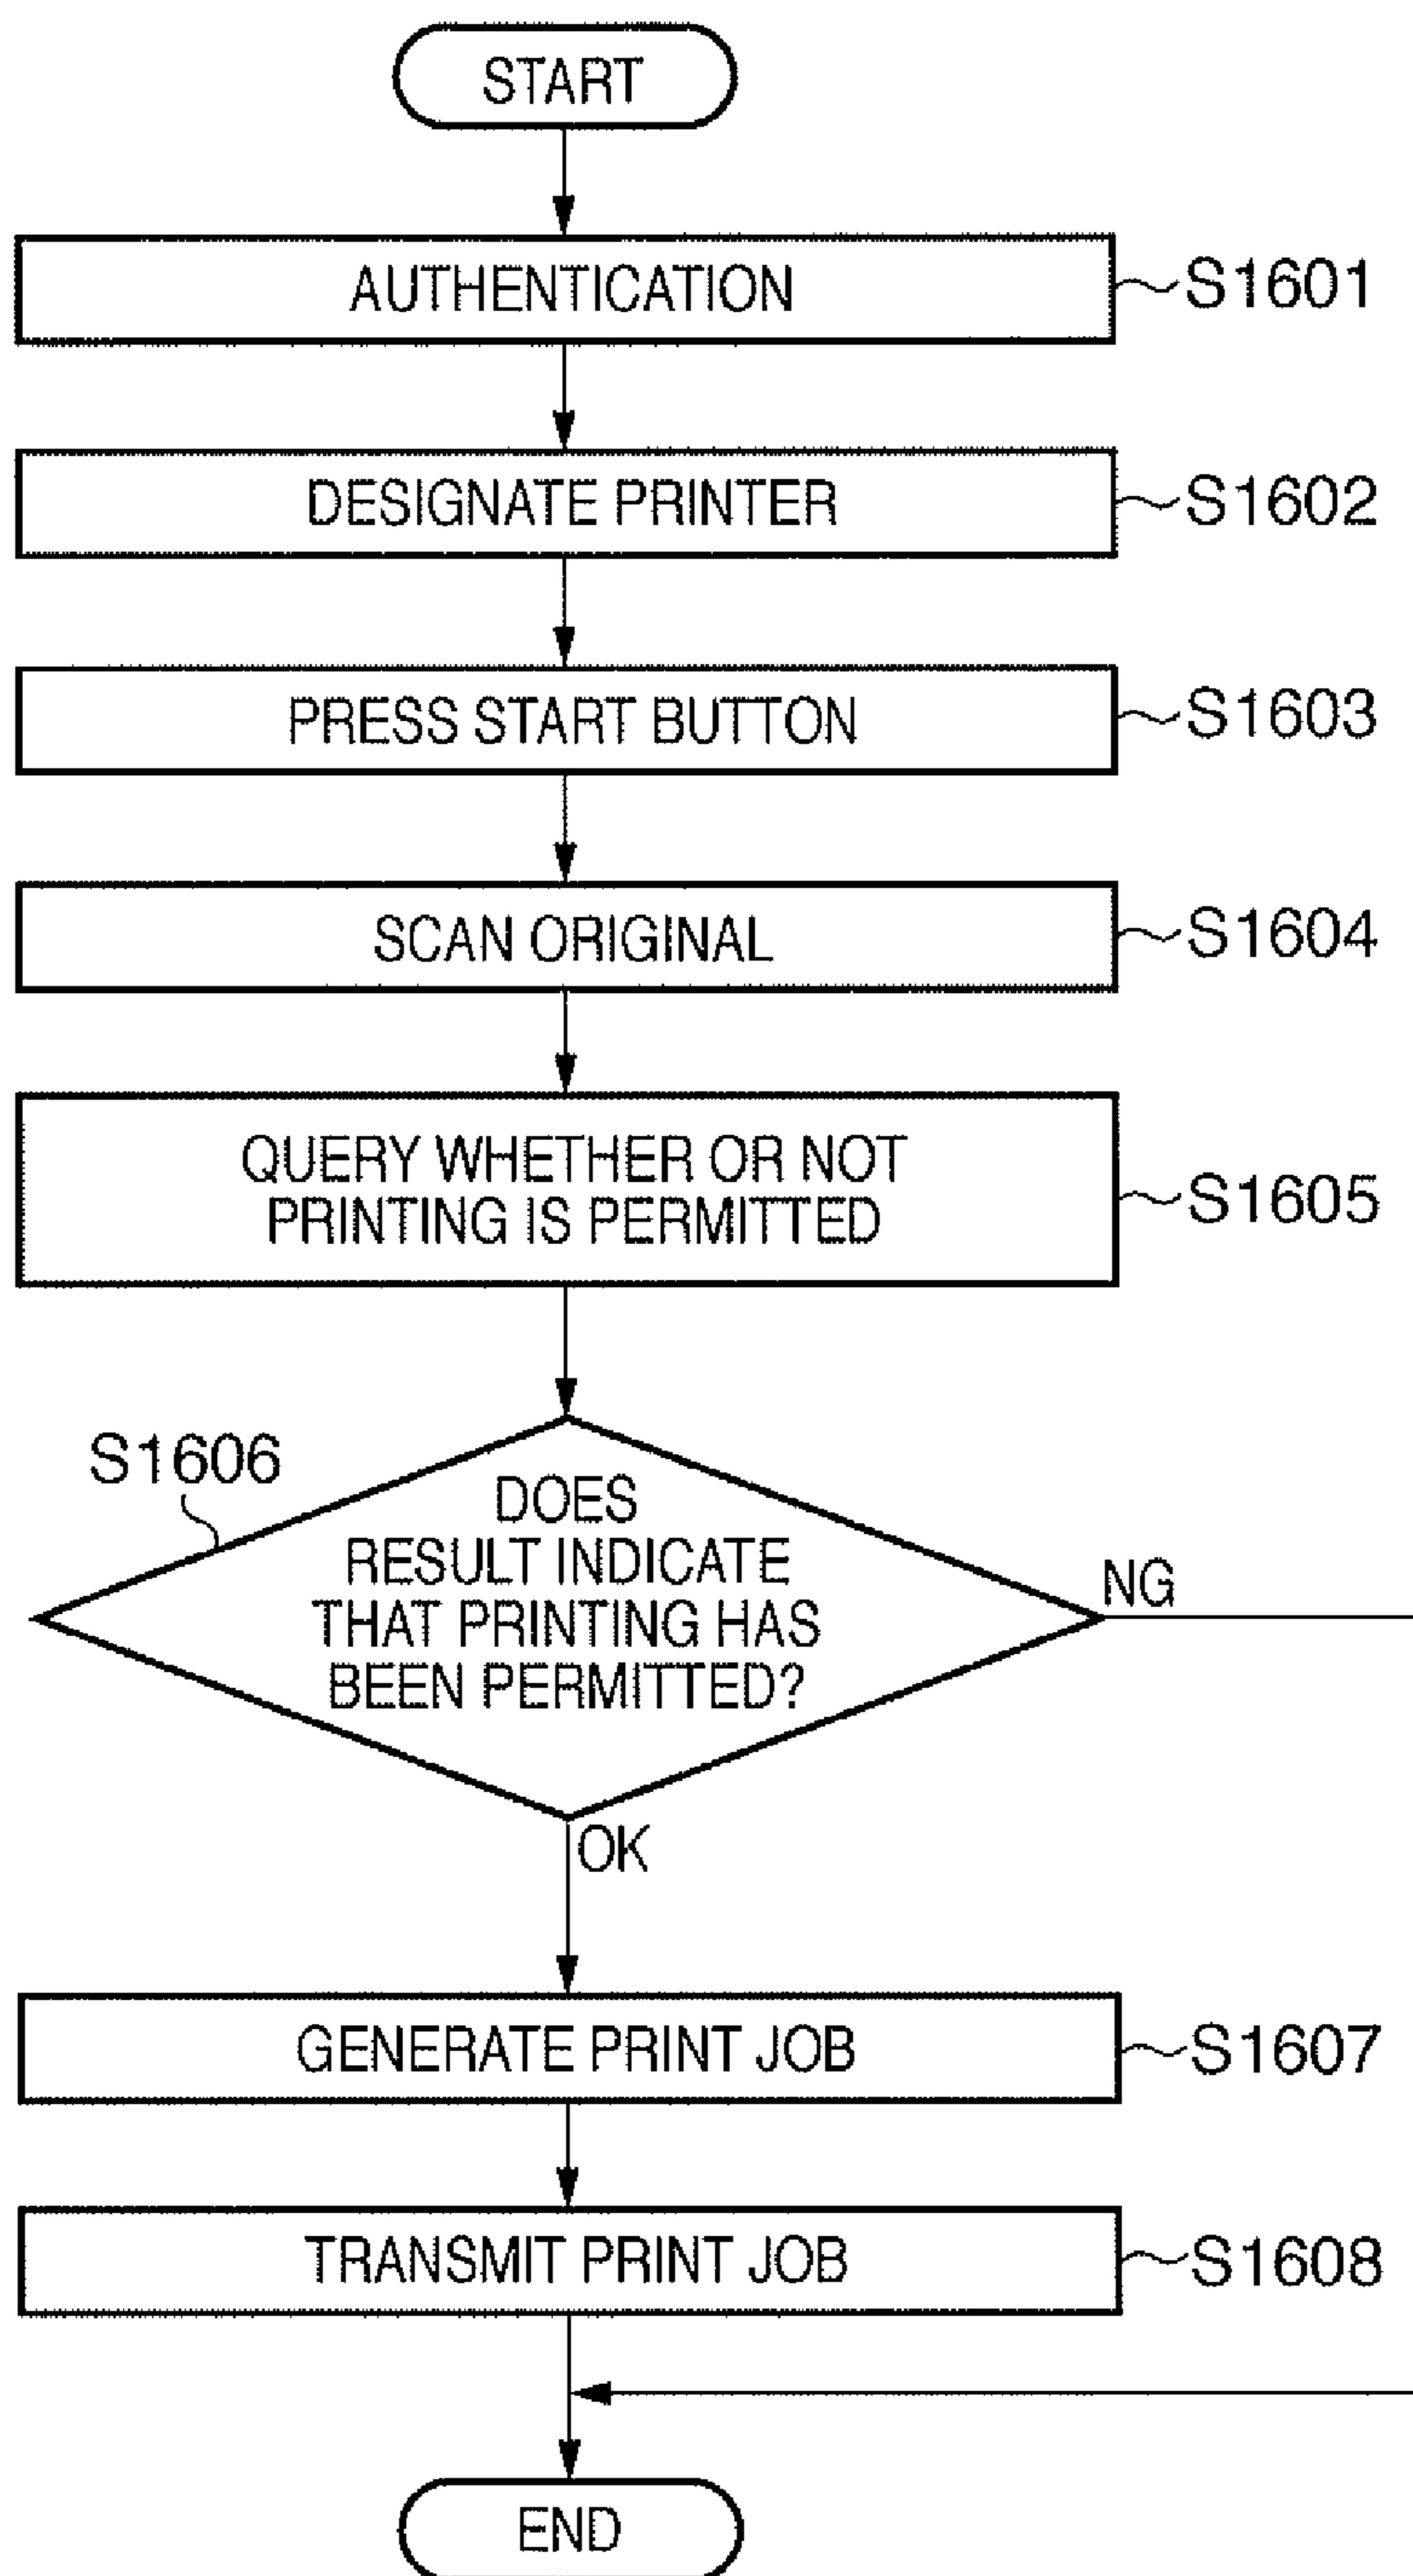 START
AUTHENTICATION
S1601
DESIGNATE PRINTER
S1602
PRESS START BUTTON
S1603
SCAN ORIGINAL
S1604
QUERY WHETHER OR NOT
PRINTING IS PERMITTED
S1605
S1606
DOES
RESULT INDICATE
THAT PRINTING HAS
BEEN PERMITTED?
NG
OK
GENERATE PRINT JOB
S1607
TRANSMIT PRINT JOB
S1608
END